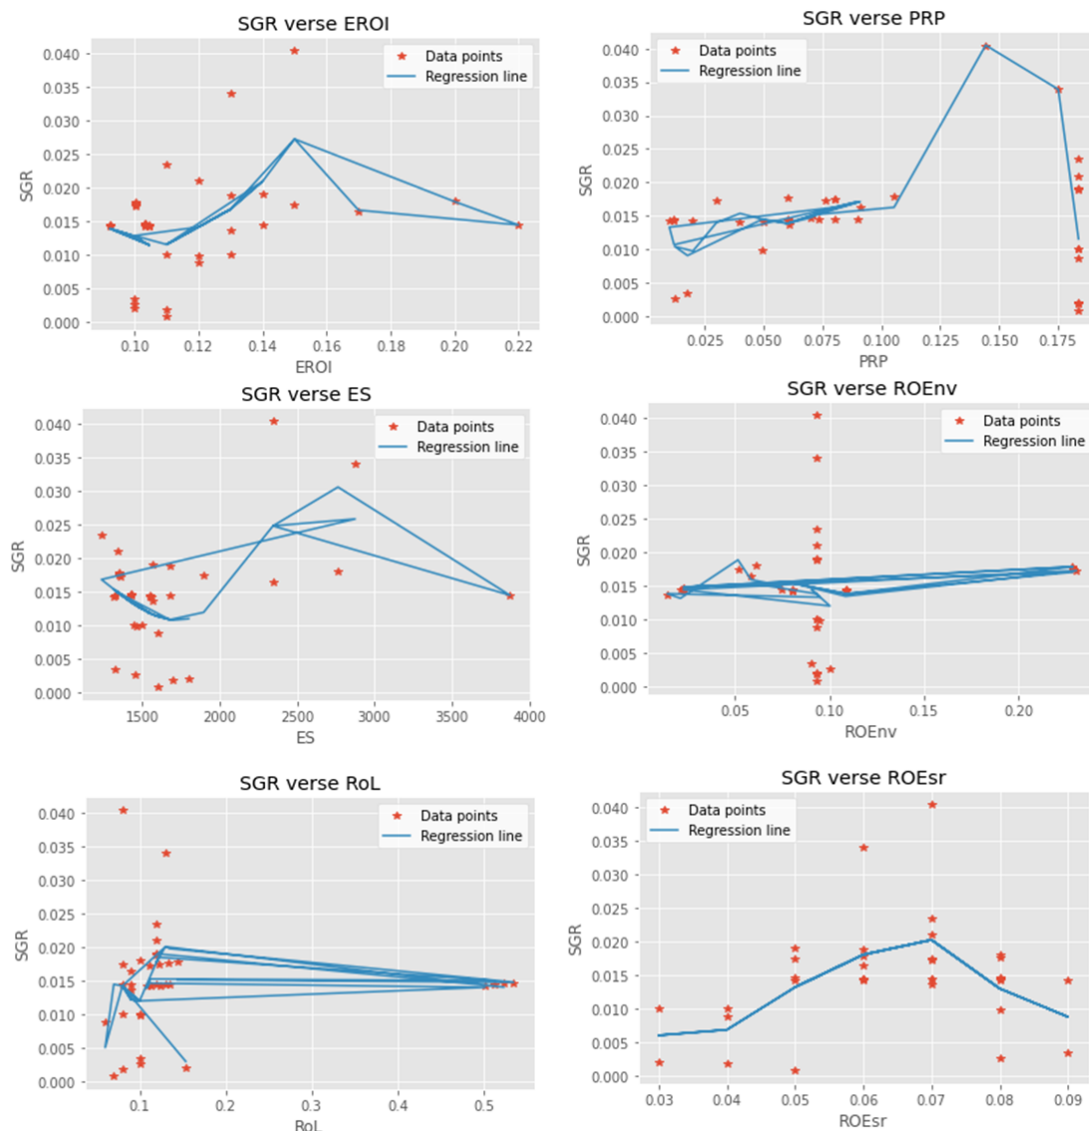 SGR verse EROI
Data points
Regression line
0.040
0.035
0.030
0.025
0.020
0.015
0.010
0.005
0.000
SGR
0.10 0.12 0.14 0.16 0.18 0.20 0.22
EROI
SGR verse PRP
Data points
Regression line
0.040
0.035
0.030
0.025
0.020
0.015
0.010
0.005
0.000
SGR
0.025 0.050 0.075 0.100 0.125 0.150 0.175
PRP
SGR verse ES
Data points
Regression line
0.040
0.035
0.030
0.025
0.020
0.015
0.010
0.005
0.000
SGR
1500 2000 2500 3000 3500 4000
ES
SGR verse ROEnv
Data points
Regression line
0.040
0.035
0.030
0.025
0.020
0.015
0.010
0.005
0.000
SGR
0.05 0.10 0.15 0.20
ROEnv
SGR verse RoL
Data points
Regression line
0.040
0.035
0.030
0.025
0.020
0.015
0.010
0.005
0.000
SGR
0.1 0.2 0.3 0.4 0.5
RoL
SGR verse ROEsr
Data points
Regression line
0.040
0.035
0.030
0.025
0.020
0.015
0.010
0.005
0.000
SGR
0.03 0.04 0.05 0.06 0.07 0.08 0.09
ROEsr